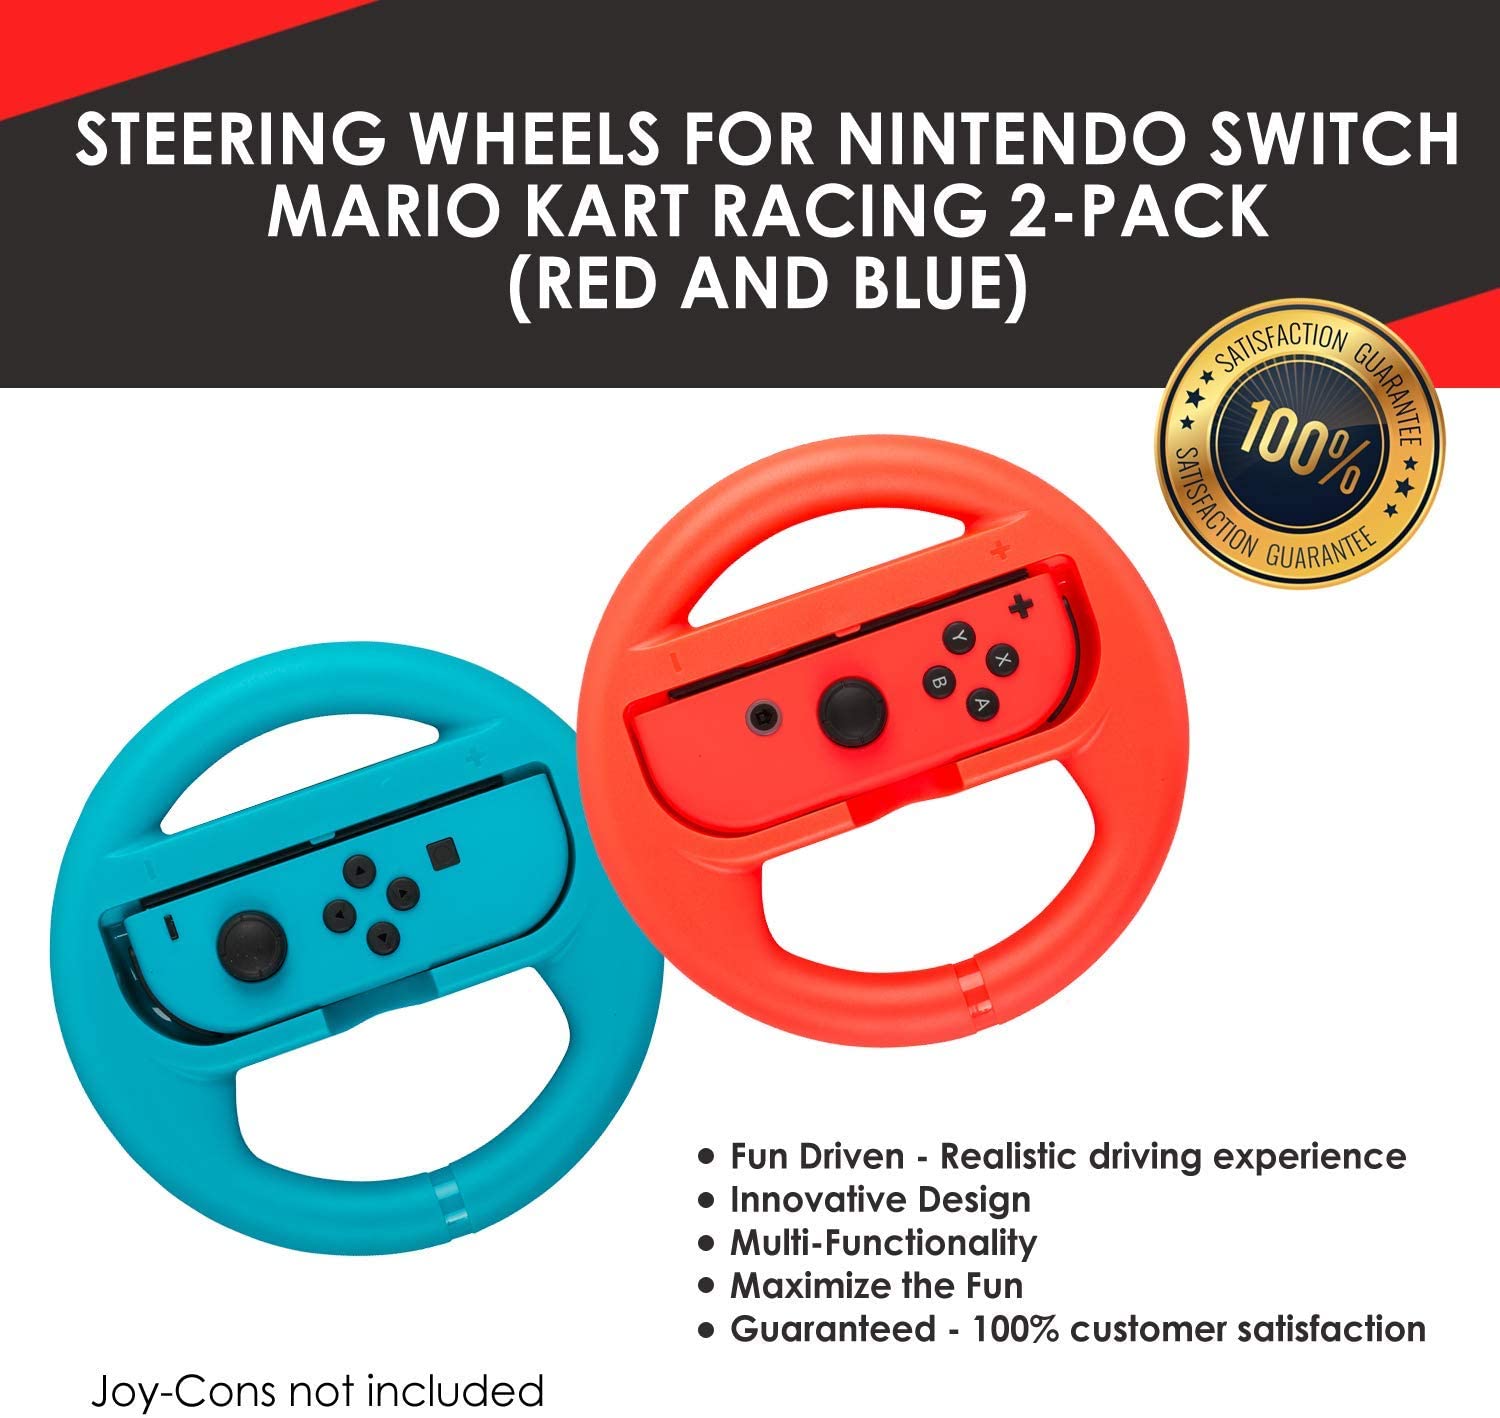 STEERING WHEELS FOR NINTENDO SWITCH
MARIO KART RACING 2-PACK
(RED AND BLUE)
SATISFACTION GUARANTEE
100%
SATISFACTION GUARANTEE
Y
X
B
A
• Fun Driven - Realistic driving experience
• Innovative Design
• Multi-Functionality
• Maximize the Fun
• Guaranteed - 100% customer satisfaction
Joy-Cons not included